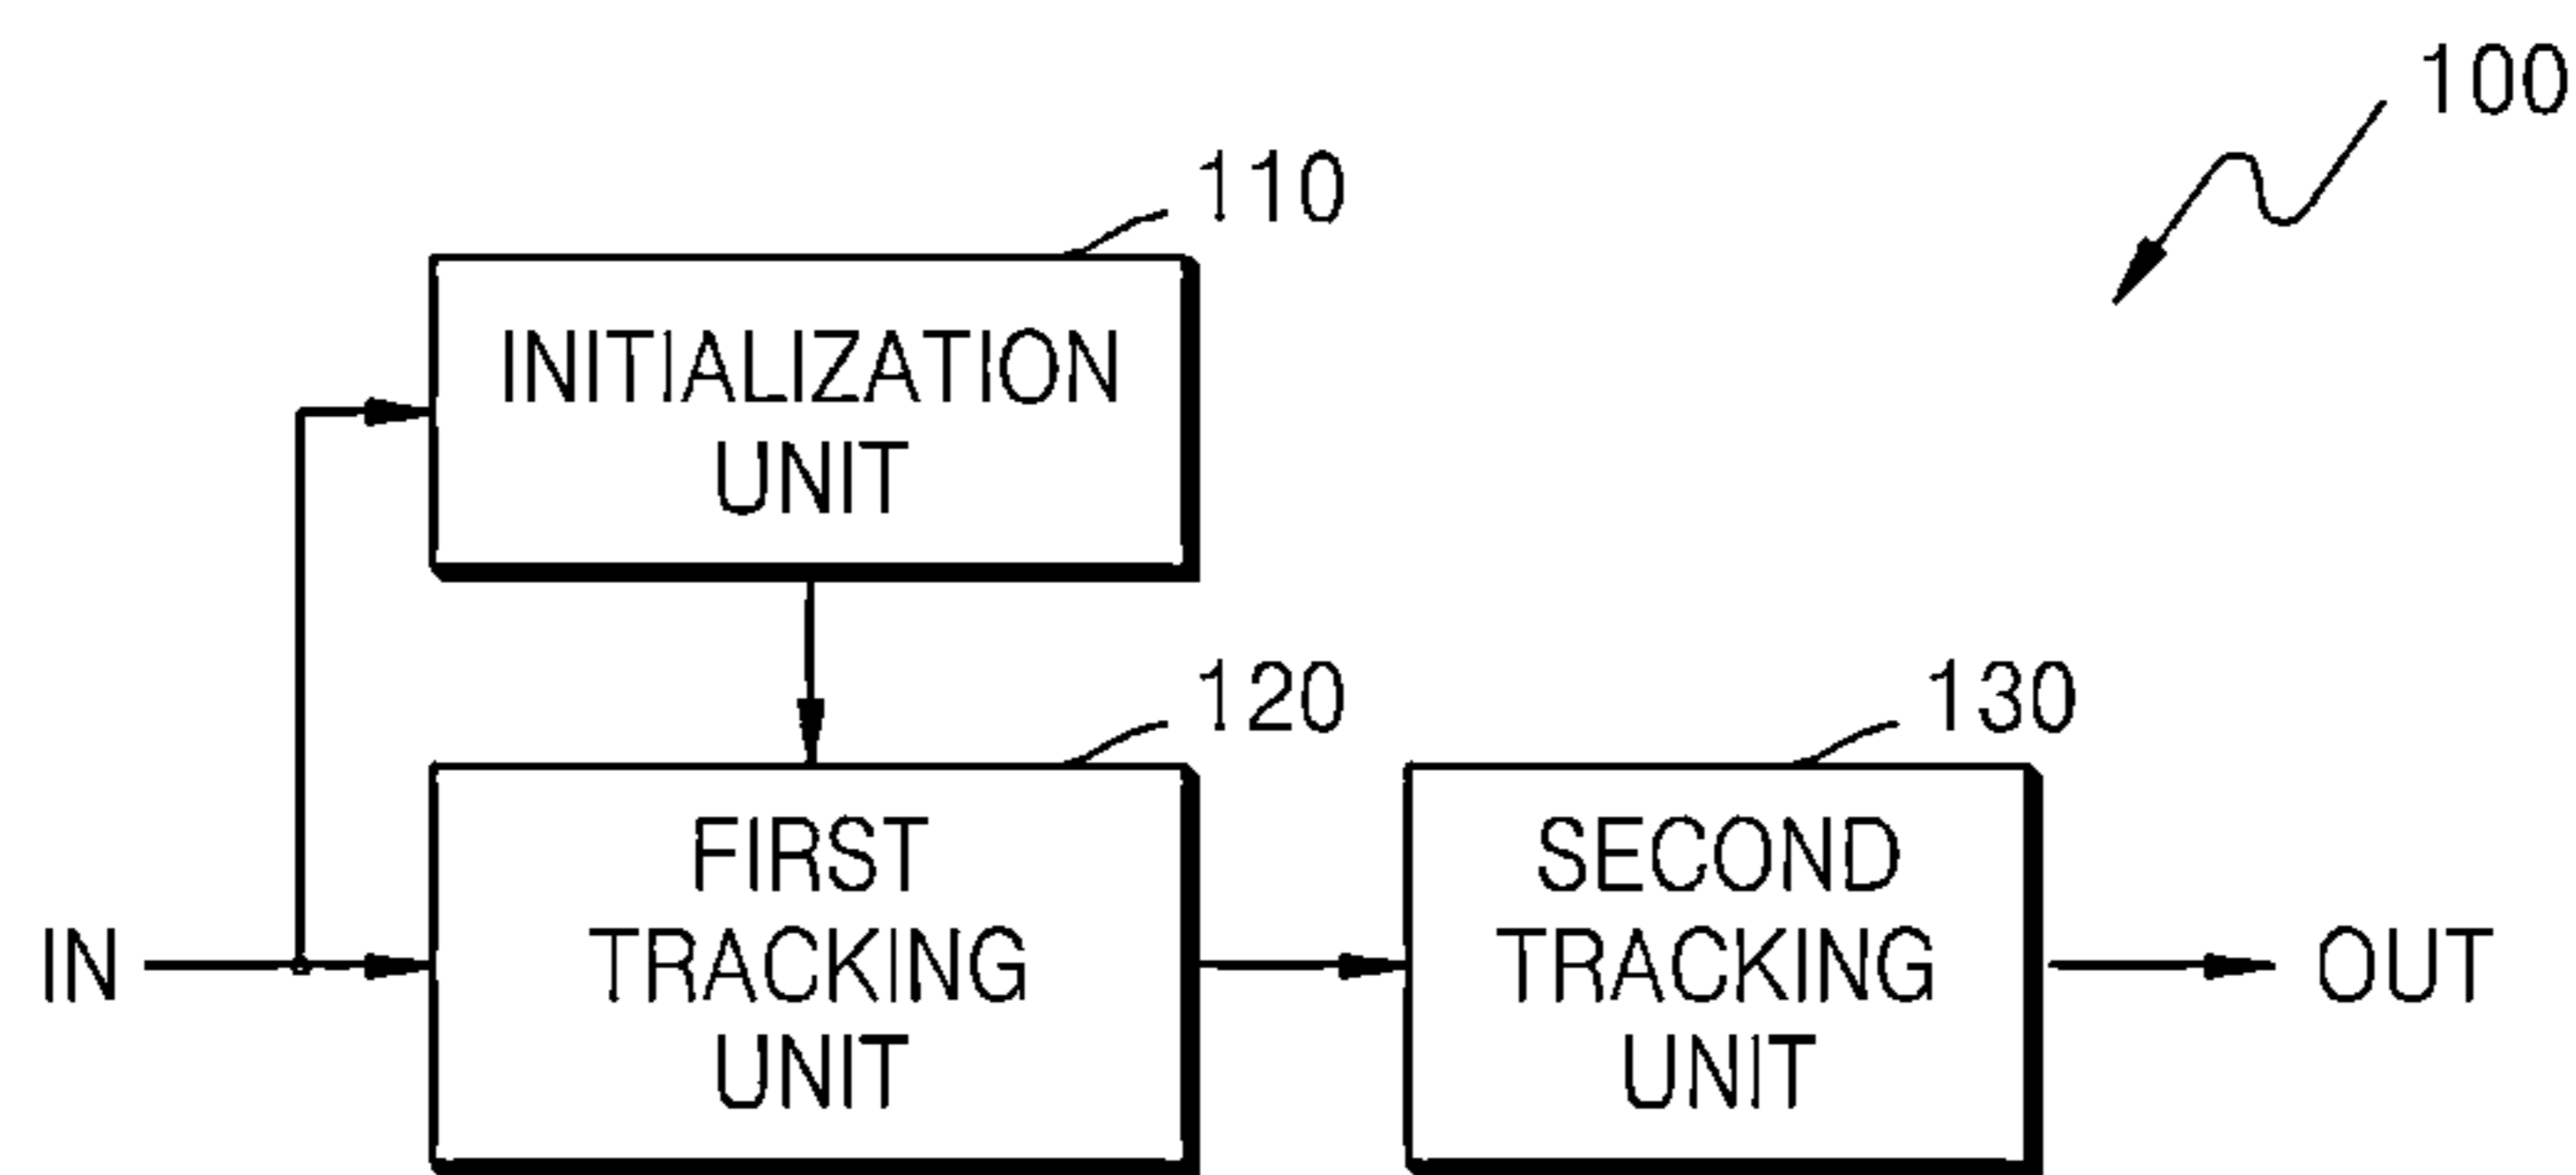 100
110
INITIALIZATION
UNIT
120
130
FIRST
TRACKING
UNIT
SECOND
TRACKING
UNIT
IN
OUT